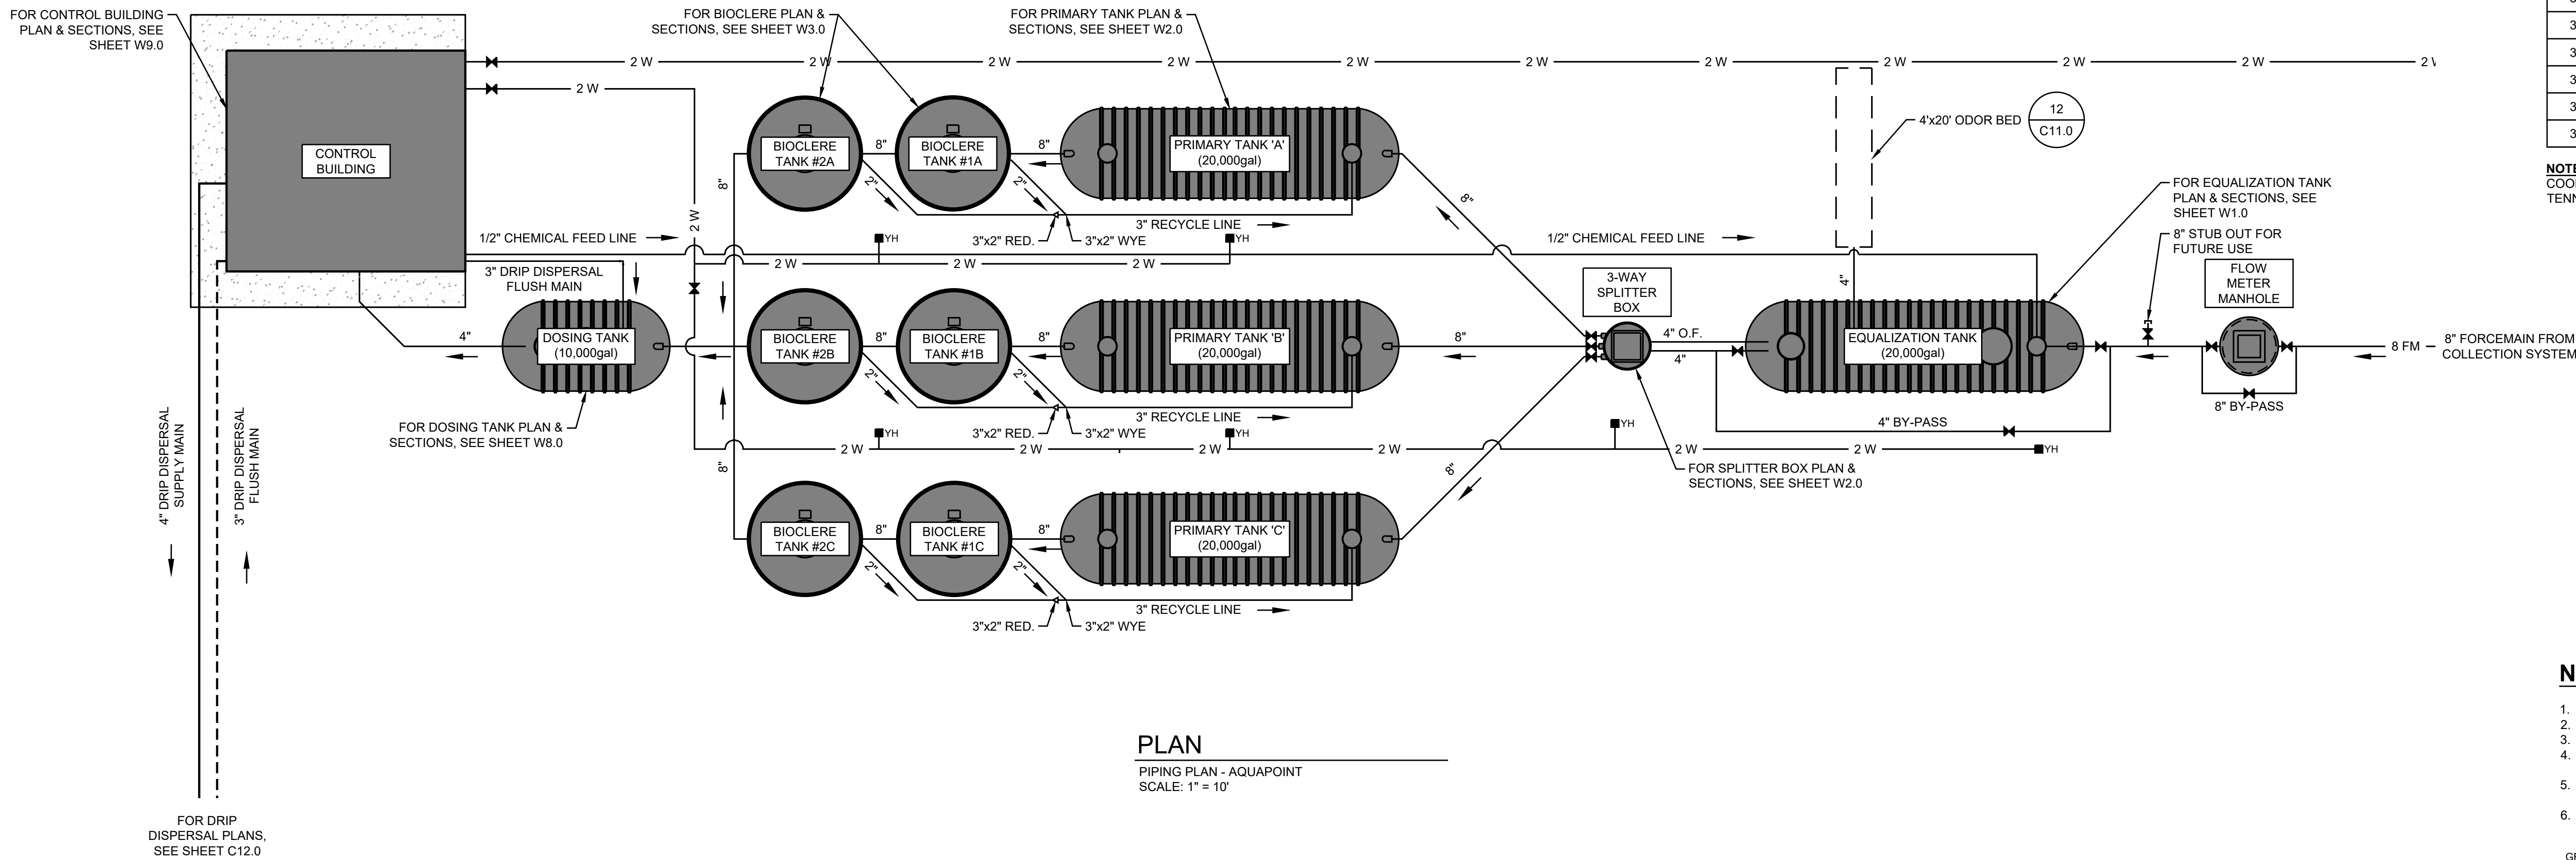 FOR CONTROL BUILDING
PLAN & SECTIONS, SEE
SHEET W9.0
FOR BIOCLERE PLAN &
SECTIONS, SEE SHEET W3.0
FOR PRIMARY TANK PLAN &
SECTIONS, SEE SHEET W2.0
2 W
2 W
2 W
2 W
2 W
2 W
2 W
2 W
2 W
2 W
2 W
2 W
CONTROL
BUILDING
BIOCLERE
TANK #2A
8"
BIOCLERE
TANK #1A
8"
PRIMARY TANK 'A'
(20,000gal)
8"
8"
2"
2"
3" RECYCLE LINE
3"x2" RED.
3"x2" WYE
4'x20' ODOR BED
12
C11.0
FOR EQUALIZATION TANK
PLAN & SECTIONS, SEE
SHEET W1.0
8" STUB OUT FOR
FUTURE USE
FLOW
METER
MANHOLE
1/2" CHEMICAL FEED LINE
YH
YH
1/2" CHEMICAL FEED LINE
2 W
2 W
2 W
3" DRIP DISPERSAL
FLUSH MAIN
3-WAY
SPLITTER
BOX
4"
4"
DOSING TANK
(10,000gal)
BIOCLERE
TANK #2B
8"
BIOCLERE
TANK #1B
8"
PRIMARY TANK 'B'
(20,000gal)
8"
4" O.F.
4"
EQUALIZATION TANK
(20,000gal)
8 FM
8" FORCEMAIN FROM
COLLECTION SYSTEM
8" BY-PASS
2"
2"
3" RECYCLE LINE
3"x2" RED.
3"x2" WYE
4" BY-PASS
FOR DOSING TANK PLAN &
SECTIONS, SEE SHEET W8.0
YH
YH
YH
YH
2 W
2 W
2 W
2 W
2 W
2 W
FOR SPLITTER BOX PLAN &
SECTIONS, SEE SHEET W2.0
8"
8"
4" DRIP DISPERSAL
SUPPLY MAIN
3" DRIP DISPERSAL
FLUSH MAIN
BIOCLERE
TANK #2C
8"
BIOCLERE
TANK #1C
8"
PRIMARY TANK 'C'
(20,000gal)
2"
2"
3" RECYCLE LINE
3"x2" RED.
3"x2" WYE
PLAN
PIPING PLAN - AQUAPOINT
SCALE: 1" = 10'
FOR DRIP
DISPERSAL PLANS,
SEE SHEET C12.0
3
3
3
3
3
N
1.
2.
3.
4.
5.
6.